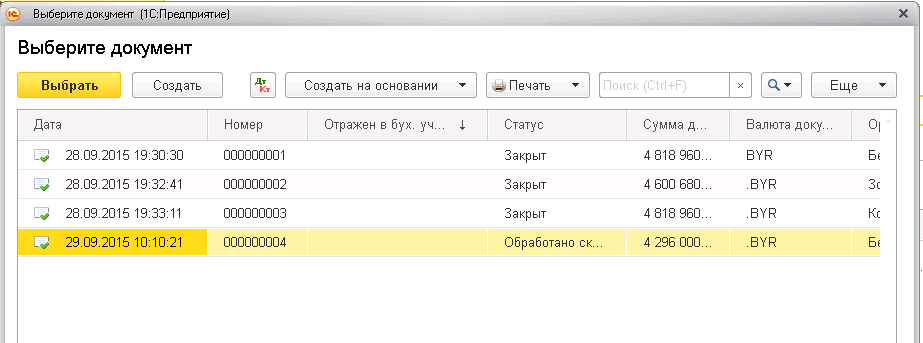 Выберите документ (1С:Предприятие)
Выберите документ
Выбрать Создать Дт Кт Создать на основании Печать Поиск (Ctrl+F) × Еще
Дата Номер Отражен в бух. уч... ↓ Статус Сумма д... Валюта доку... Ор
28.09.2015 19:30:30 000000001 Закрыт 4 818 960... BYR Бе
28.09.2015 19:32:41 000000002 Закрыт 4 600 680... .BYR Зо
28.09.2015 19:33:11 000000003 Закрыт 4 818 960... .BYR Ко
29.09.2015 10:10:21 000000004 Обработано ск... 4 296 000... .BYR Бе